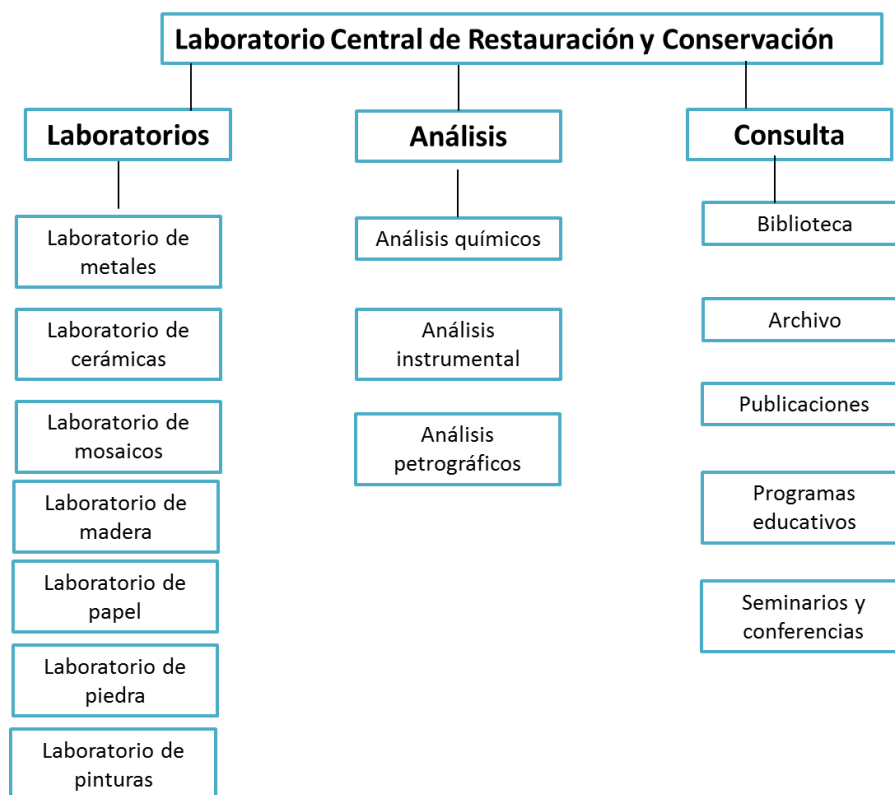 Laboratorio Central de Restauración y Conservación
Laboratorios
Laboratorio de
metales
Laboratorio de
cerámicas
Laboratorio de
mosaicos
Laboratorio de
madera
Laboratorio de
papel
Laboratorio de
piedra
Laboratorio de
pinturas
Análisis
Análisis químicos
Análisis
instrumental
Análisis
petrográficos
Consulta
Biblioteca
Archivo
Publicaciones
Programas
educativos
Seminarios y
conferencias